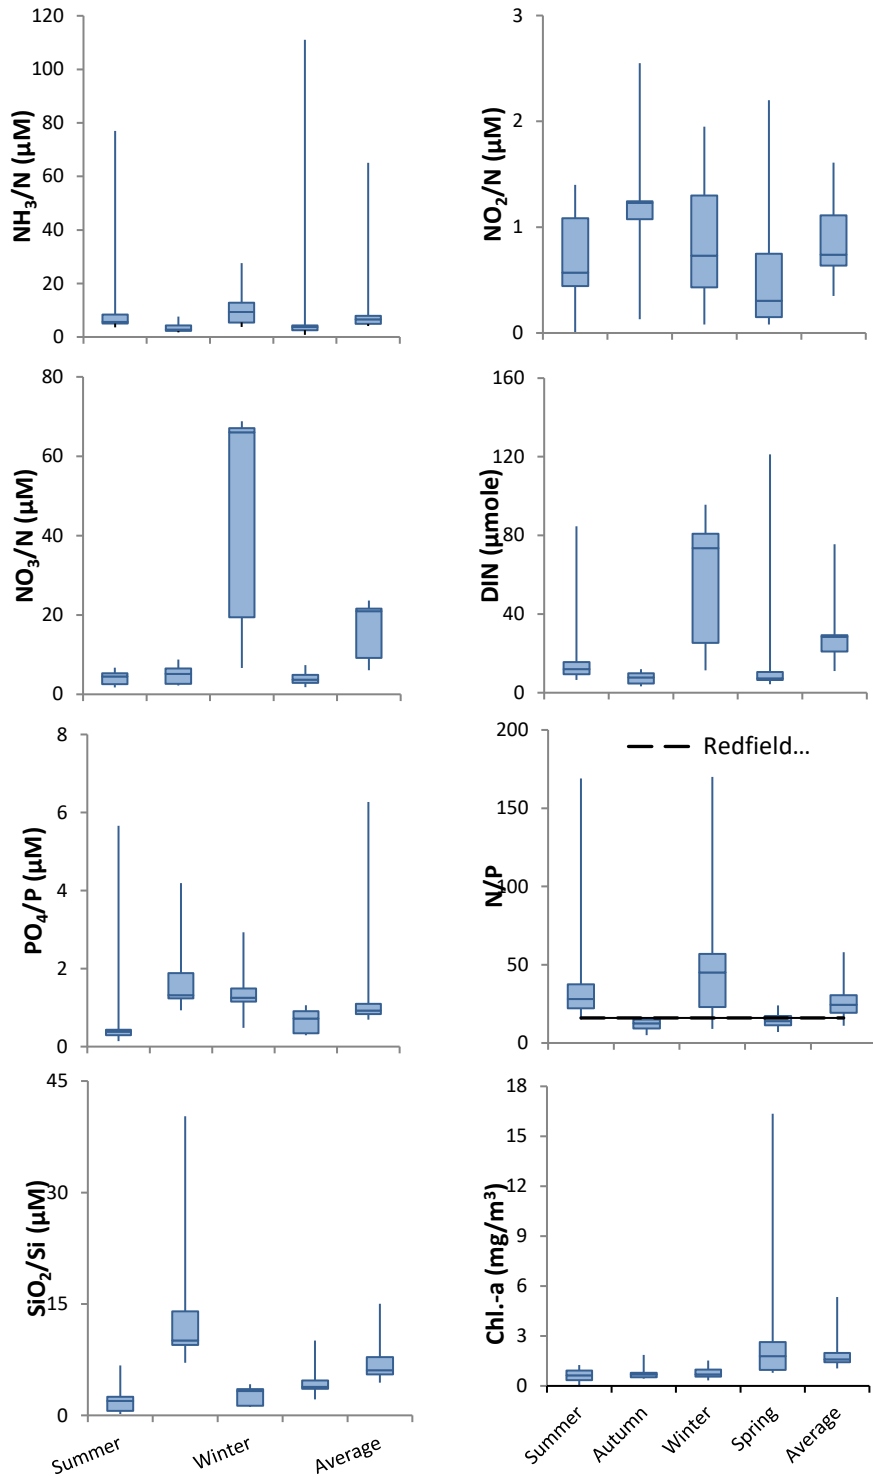 120
100
80
60
40
20
0
NH₃/N (µM)
3
2
1
0
NO₂/N (µM)
80
60
40
20
0
NO₃/N (µM)
160
120
80
40
0
DIN (µmole)
8
6
4
2
0
PO₄/P (µM)
200
150
100
50
0
N/P
Redfield...
45
30
15
0
SiO₂/Si (µM)
Summer
Winter
Average
18
15
12
9
6
3
0
Chl.-a (mg/m³)
Summer
Autumn
Winter
Spring
Average